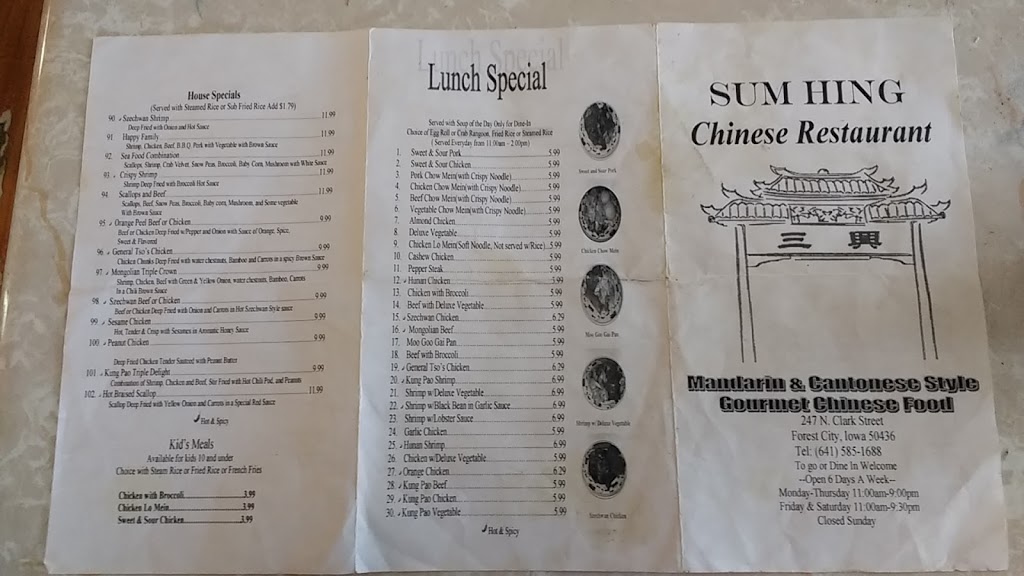 House Specials
(Served with Steamed Rice or Sub Fried Rice Add $1.79)
90. Szechwan Shrimp 11.99
Deep Fried with Onion and Hot Sauce
91 Happy Family 11.99
Shrimp, Chicken, Beef, B.B.Q. Pork with Vegetable with Brown Sauce
92. Sea Food Combination 11.99
Scallops, Shrimp, Crab Velvet, Snow Peas, Broccoli, Baby Corn, Mushroom with White Sauce
93. Crispy Shrimp 11.99
Shrimp Deep Fried with Broccoli Hot Sauce
94. Scallops and Beef 11.99
Scallops, Beef, Snow Peas, Broccoli, Baby corn, Mushroom, and Some vegetable
With Brown Sauce
95. Orange Peel Beef or Chicken 9.99
Beef or Chicken Deep Fried w/Pepper and Onion with Sauce of Orange, Spice,
Sweet & Flavored
96. General Tso's Chicken 9.99
Chicken Chunks Deep Fried with water chestnuts, Bamboo and Carrots in a spicy Brown Sauce
97. Mongolian Triple Crown 9.99
Shrimp, Chicken, Beef with Green & Yellow Onion, water chestnuts, Bamboo, Carrots
In a Chili Brown Sauce
98. Szechwan Beef or Chicken 9.99
Beef or Chicken Deep Fried with Onion and Carrots in Hot Szechwan Style sauce
99. Sesame Chicken 9.99
Hot, Tender & Crisp with Sesames in Aromatic Honey Sauce
100. Peanut Chicken 9.99
Deep Fried Chicken Tender Sauteed with Peanut Butter
101. Kung Pao Triple Delight 9.99
Combination of Shrimp, Chicken and Beef, Stir Fried with Hot Chili Pod, and Peanuts
102. Hot Braised Scallop 11.99
Scallop Deep Fried with Yellow Onion and Carrots in a Special Red Sauce
Hot & Spicy
Kid's Meals
Available for kids 10 and under
Choice with Steam Rice or Fried Rice or French Fries
Chicken with Broccoli 3.99
Chicken Lo Mein 3.99
Sweet & Sour Chicken 3.99
Lunch Special
Served with Soup of the Day Only for Dine-In
Choice of Egg Roll or Crab Rangoon, Fried Rice or Steamed Rice
( Served Everyday from 11:00am – 2:00pm)
1. Sweet & Sour Pork 5.99
2. Sweet & Sour Chicken 5.99
3. Pork Chow Mein(with Crispy Noodle) 5.99
4. Chicken Chow Mein(with Crispy Noodle) 5.99
5. Beef Chow Mein(with Crispy Noodle) 5.99
6. Vegetable Chow Mein(with Crispy Noodle) 5.99
7. Almond Chicken 5.99
8. Deluxe Vegetable 5.99
9. Chicken Lo Mein(Soft Noodle, Not served w/Rice) 5.99
10. Cashew Chicken 5.99
11. Pepper Steak 5.99
12. Hunan Chicken 5.99
13. Chicken with Broccoli 5.99
14. Beef with Deluxe Vegetable 5.99
15. Szechwan Chicken 6.29
16. Mongolian Beef 5.99
17. Moo Goo Gai Pan 5.99
18. Beef with Broccoli 5.99
19. General Tso's Chicken 6.29
20. Kung Pao Shrimp 6.99
21. Shrimp w/Deluxe Vegetable 6.99
22. Shrimp w/Black Bean in Garlic Sauce 6.99
23. Shrimp w/Lobster Sauce 6.99
24. Garlic Chicken 5.99
25. Hunan Shrimp 6.99
26. Chicken w/Deluxe Vegetable 5.99
27. Orange Chicken 6.29
28. Kung Pao Beef 5.99
29. Kung Pao Chicken 5.99
30. Kung Pao Vegetable 5.99
Hot & Spicy
Sweet and Sour Pork
Chicken Chow Mein
Moo Goo Gai Pan
Shrimp w/ Deluxe Vegetable
Szechwan Chicken
SUM HING
Chinese Restaurant
三 興
Mandarin & Cantonese Style
Gourmet Chinese Food
247 N. Clark Street
Forest City, Iowa 50436
Tel: (641) 585-1688
To go or Dine In Welcome
--Open 6 Days A Week--
Monday-Thursday 11:00am-9:00pm
Friday & Saturday 11:00am-9:30pm
Closed Sunday